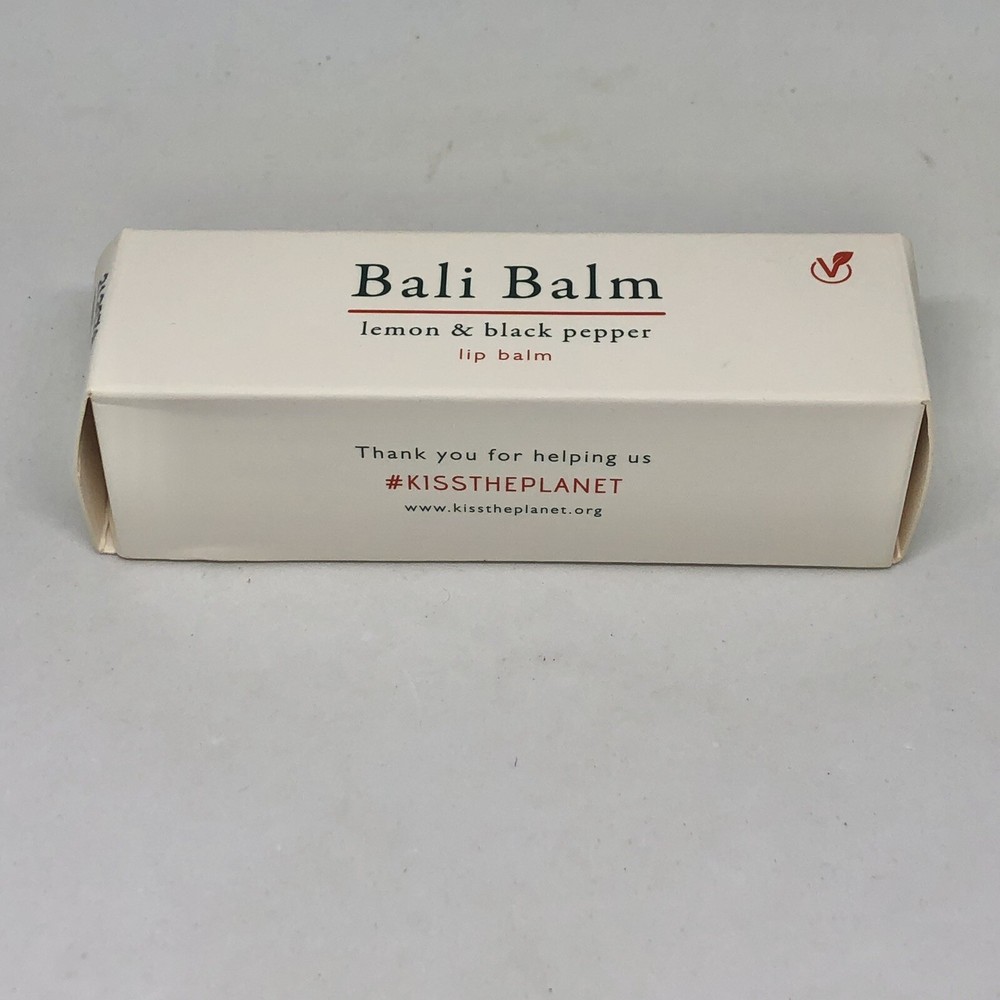 Bali Balm
lemon & black pepper
lip balm
Thank you for helping us
#KISSTHEPLANET
www.kisstheplanet.org